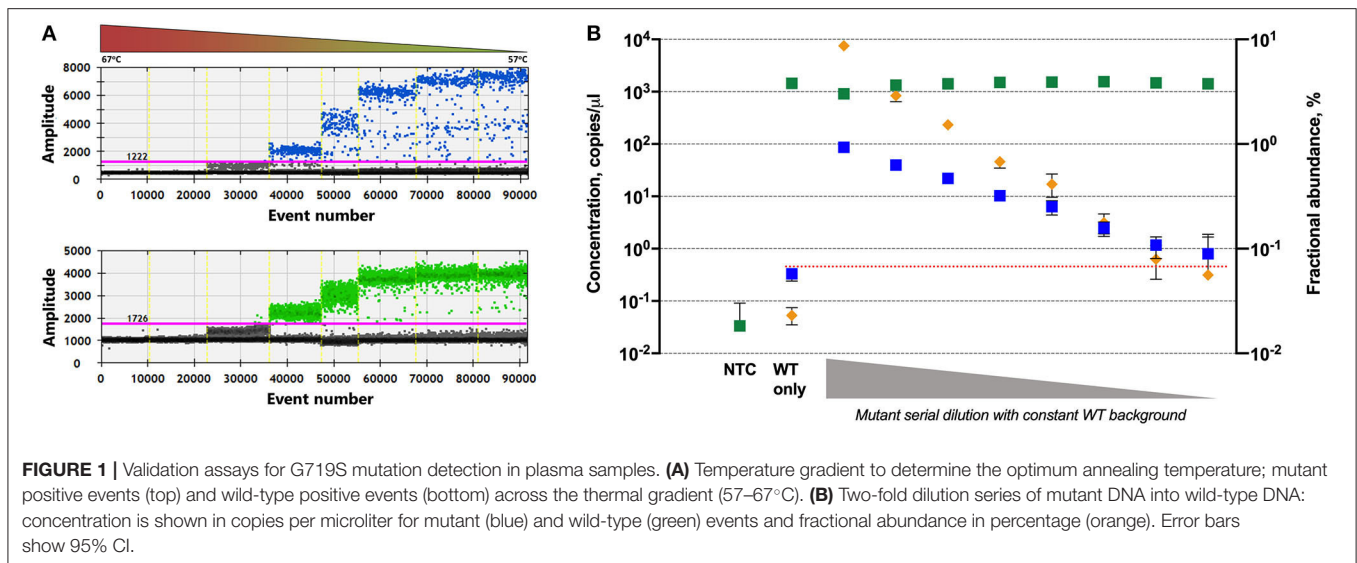 A
67°C
57°C
8000
6000
4000
2000
0
1222
Amplitude
0 10000 20000 30000 40000 50000 60000 70000 80000 90000
Event number
5000
4000
3000
2000
1000
0
1726
Amplitude
0 10000 20000 30000 40000 50000 60000 70000 80000 90000
Event number
B
10⁴
10³
10²
10¹
10⁰
10⁻¹
10⁻²
Concentration, copies/µl
10¹
10⁰
10⁻¹
10⁻²
Fractional abundance, %
NTC
WT
only
Mutant serial dilution with constant WT background
FIGURE 1 | Validation assays for G719S mutation detection in plasma samples. (A) Temperature gradient to determine the optimum annealing temperature; mutant
positive events (top) and wild-type positive events (bottom) across the thermal gradient (57–67°C). (B) Two-fold dilution series of mutant DNA into wild-type DNA:
concentration is shown in copies per microliter for mutant (blue) and wild-type (green) events and fractional abundance in percentage (orange). Error bars
show 95% CI.